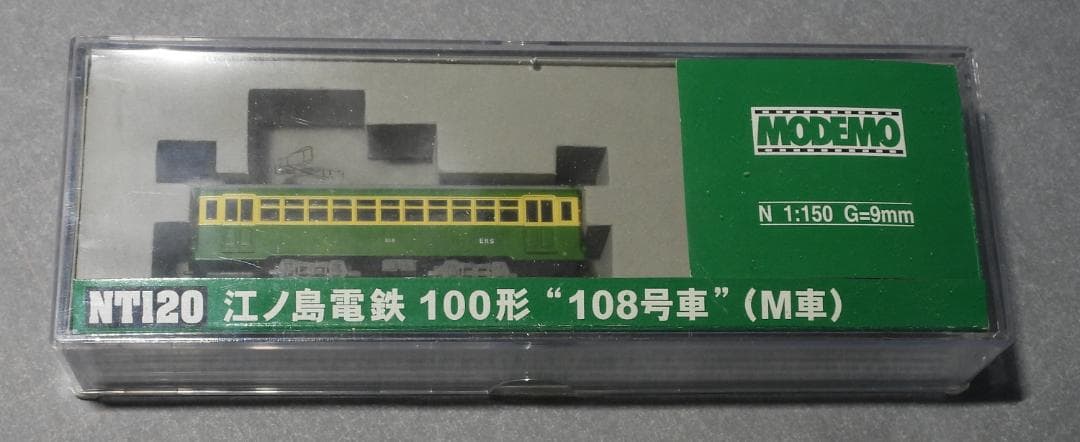 MODEMO
N 1:150 G=9mm
ERS
NT120 江ノ島電鉄 100形 “108号車” (M車)